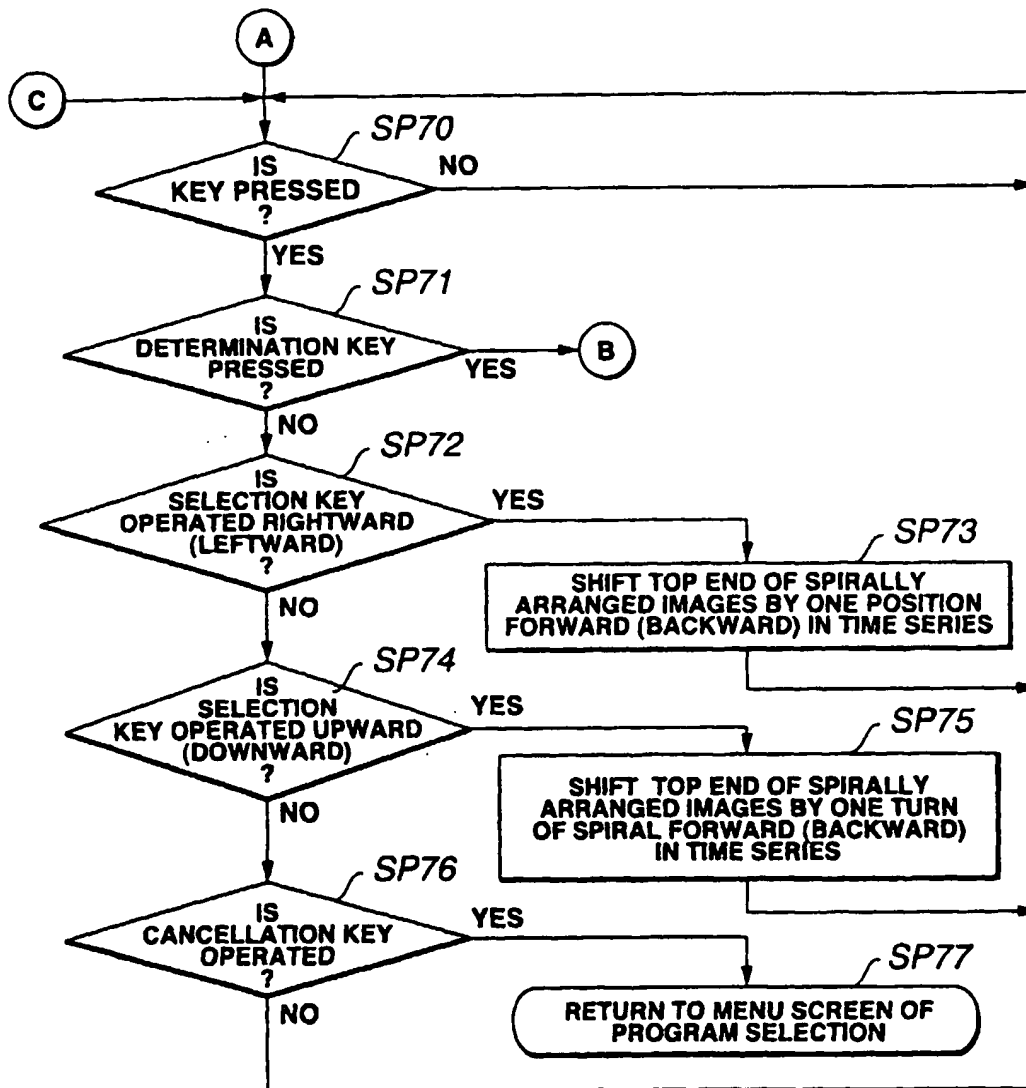 A
C
SP70
IS
KEY PRESSED
?
NO
YES
SP71
IS
DETERMINATION KEY
PRESSED
?
YES
B
NO
SP72
IS
SELECTION KEY
OPERATED RIGHTWARD
(LEFTWARD)
?
YES
NO
SP73
SHIFT TOP END OF SPIRALLY
ARRANGED IMAGES BY ONE POSITION
FORWARD (BACKWARD) IN TIME SERIES
SP74
IS
SELECTION
KEY OPERATED UPWARD
(DOWNWARD)
?
YES
NO
SP75
SHIFT TOP END OF SPIRALLY
ARRANGED IMAGES BY ONE TURN
OF SPIRAL FORWARD (BACKWARD)
IN TIME SERIES
SP76
IS
CANCELLATION KEY
OPERATED
?
YES
NO
SP77
RETURN TO MENU SCREEN OF
PROGRAM SELECTION